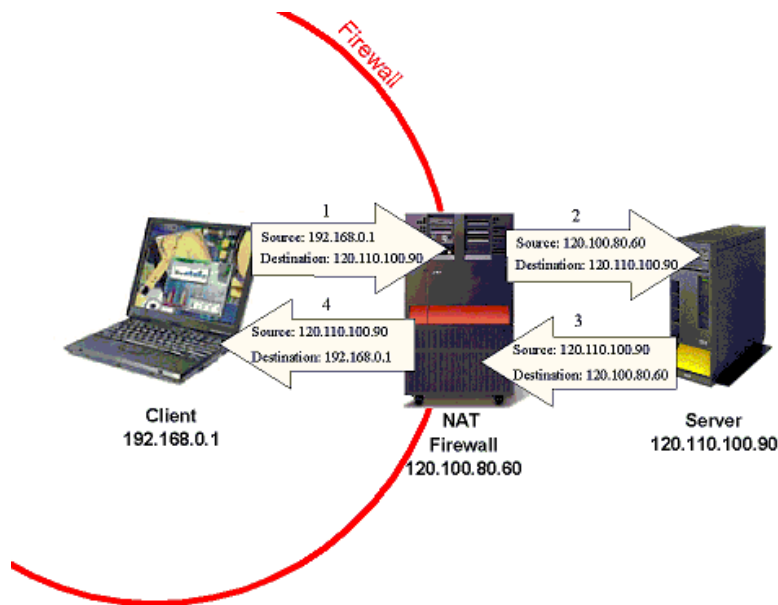 Firewall
1
Source: 192.168.0.1
Destination: 120.110.100.90
2
Source: 120.100.80.60
Destination: 120.110.100.90
4
Source: 120.110.100.90
Destination: 192.168.0.1
3
Source: 120.110.100.90
Destination: 120.100.80.60
Client
192.168.0.1
NAT
Firewall
120.100.80.60
Server
120.110.100.90